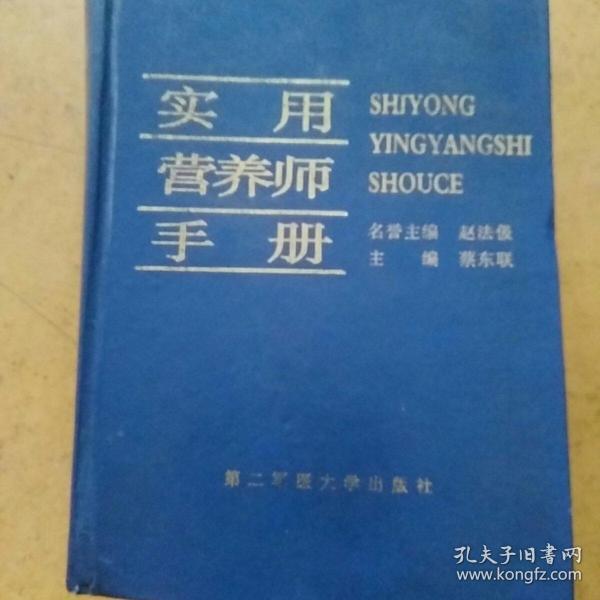 实用
营养师
手册
SHIYONG
YINGYANGSHI
SHOUCE
名誉主编 赵法伋
主编 蔡东联
第二军医大学出版社
孔夫子旧书网
www.kongfz.com